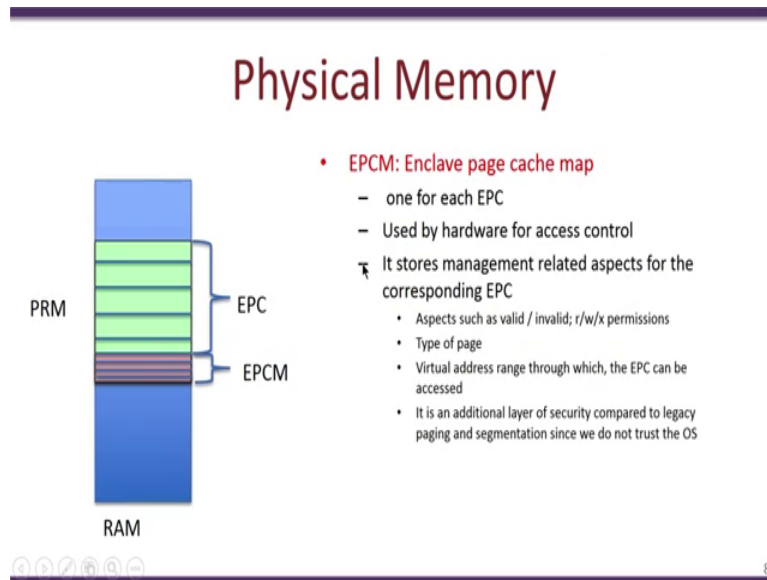 Physical Memory
• EPCM: Enclave page cache map
– one for each EPC
– Used by hardware for access control
– It stores management related aspects for the
corresponding EPC
• Aspects such as valid / invalid; r/w/x permissions
• Type of page
• Virtual address range through which, the EPC can be
accessed
• It is an additional layer of security compared to legacy
paging and segmentation since we do not trust the OS
PRM
EPC
EPCM
RAM
8